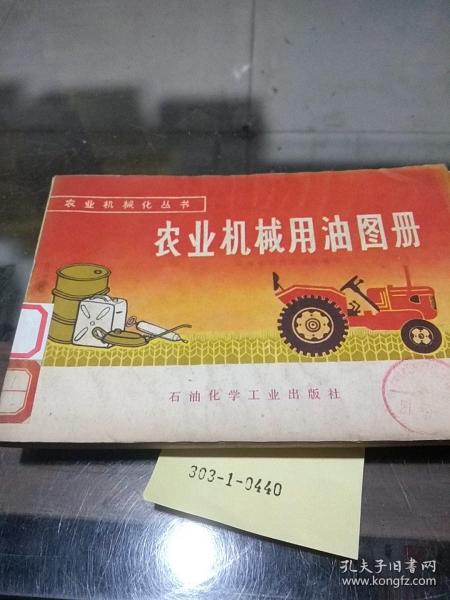 农业机械化丛书
农业机械用油图册
石油化学工业出版社
303-1-0440
孔夫子旧书网
www.kongfz.com